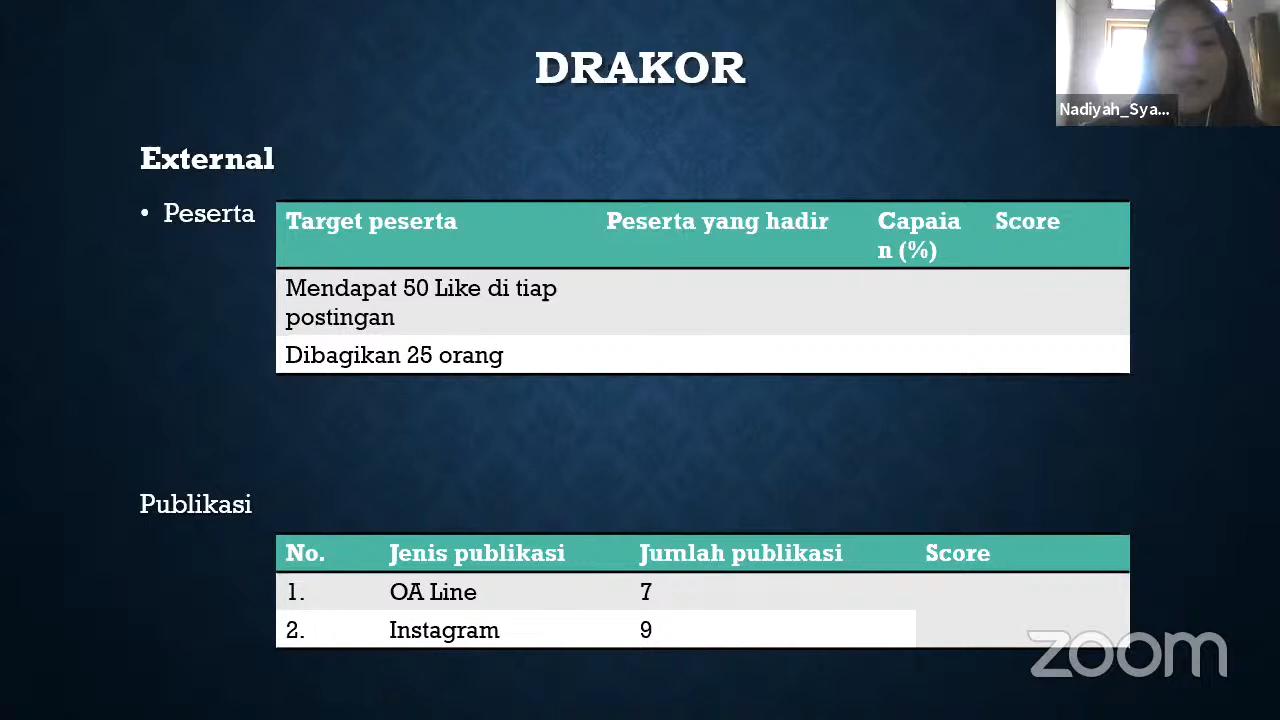 DRAKOR
Nadiyah_Sya...
External
• Peserta
Target peserta Peserta yang hadir Capaia Score
n (%)
Mendapat 50 Like di tiap
postingan
Dibagikan 25 orang
Publikasi
No. Jenis publikasi Jumlah publikasi Score
1. OA Line 7
2. Instagram 9
zoom